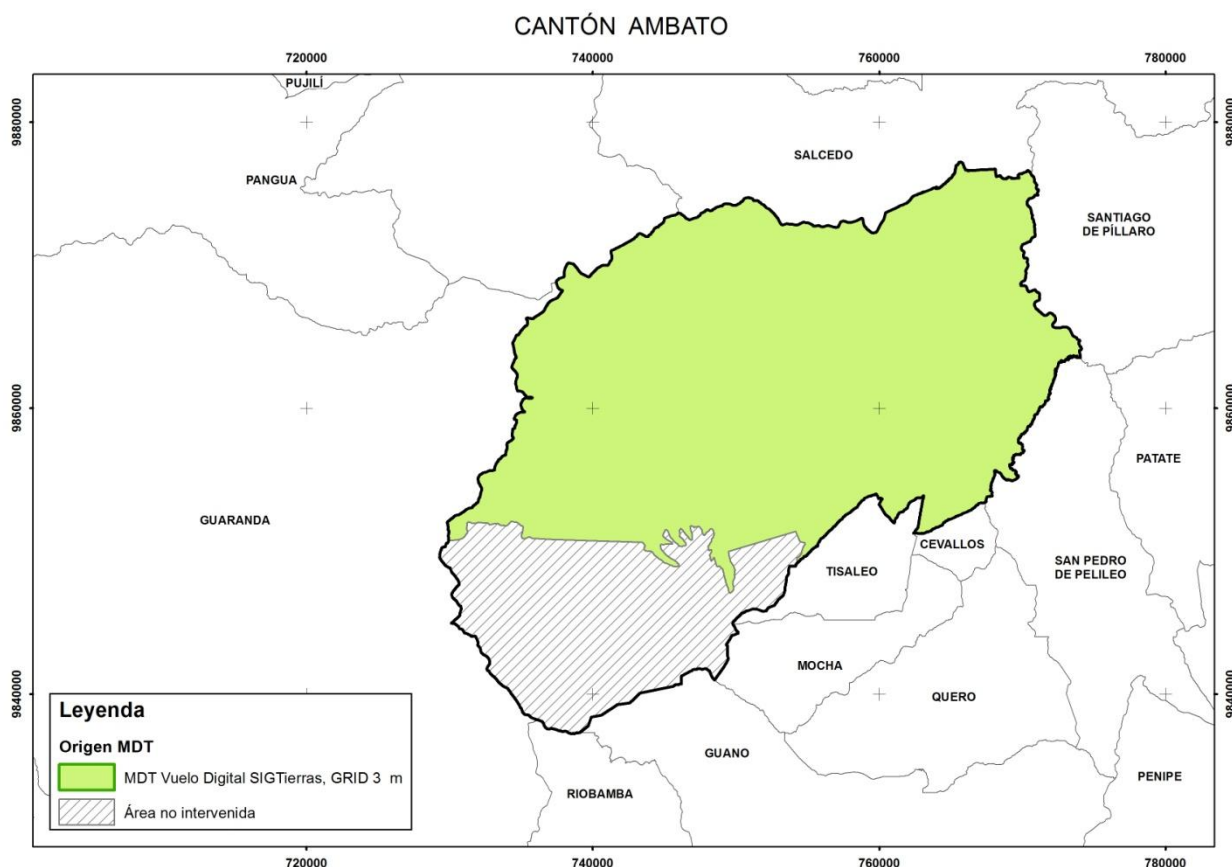 CANTÓN AMBATO
720000
740000
760000
780000
PUJILÍ
9880000
9880000
SALCEDO
PANGUA
SANTIAGO
DE PÍLLARO
9860000
9860000
PATATE
GUARANDA
CEVALLOS
TISALEO
SAN PEDRO
DE PELILEO
MOCHA
QUERO
9840000
9840000
Leyenda
Origen MDT
MDT Vuelo Digital SIGTierras, GRID 3 m
Área no intervenida
GUANO
RIOBAMBA
PENIPE
720000
740000
760000
780000